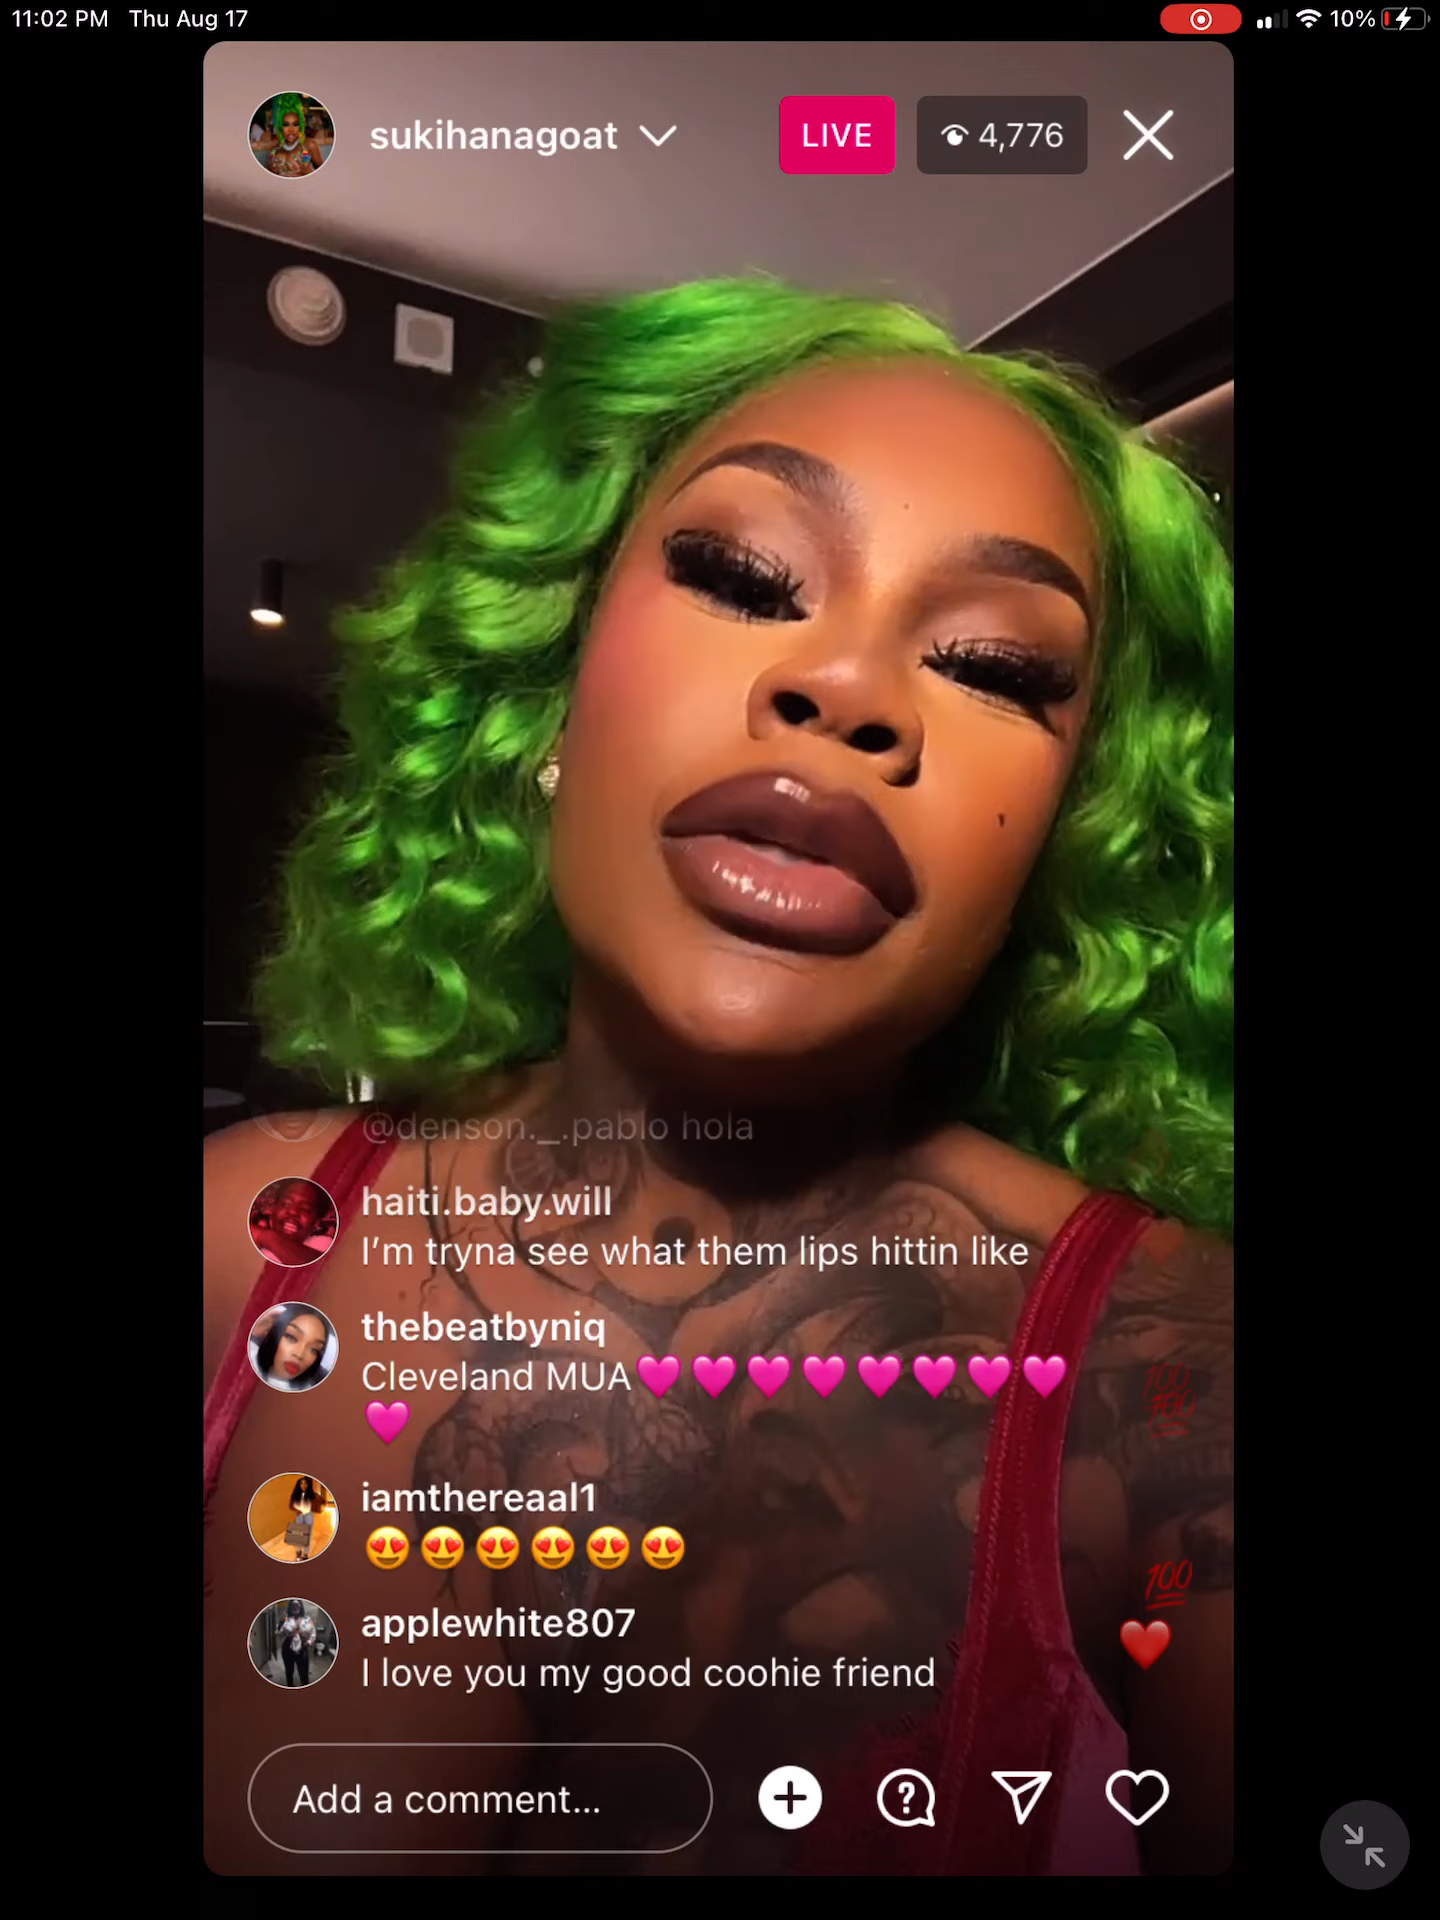 11:02 PM Thu Aug 17
10%
sukihanagoat
LIVE
4,776
@denson._.pablo hola
haiti.baby.will
I'm tryna see what them lips hittin like
thebeatbyniq
Cleveland MUA💗💗💗💗💗💗💗💗
💗
iamthereaal1
😍😍😍😍😍😍
applewhite807
I love you my good coohie friend
💯
Add a comment...